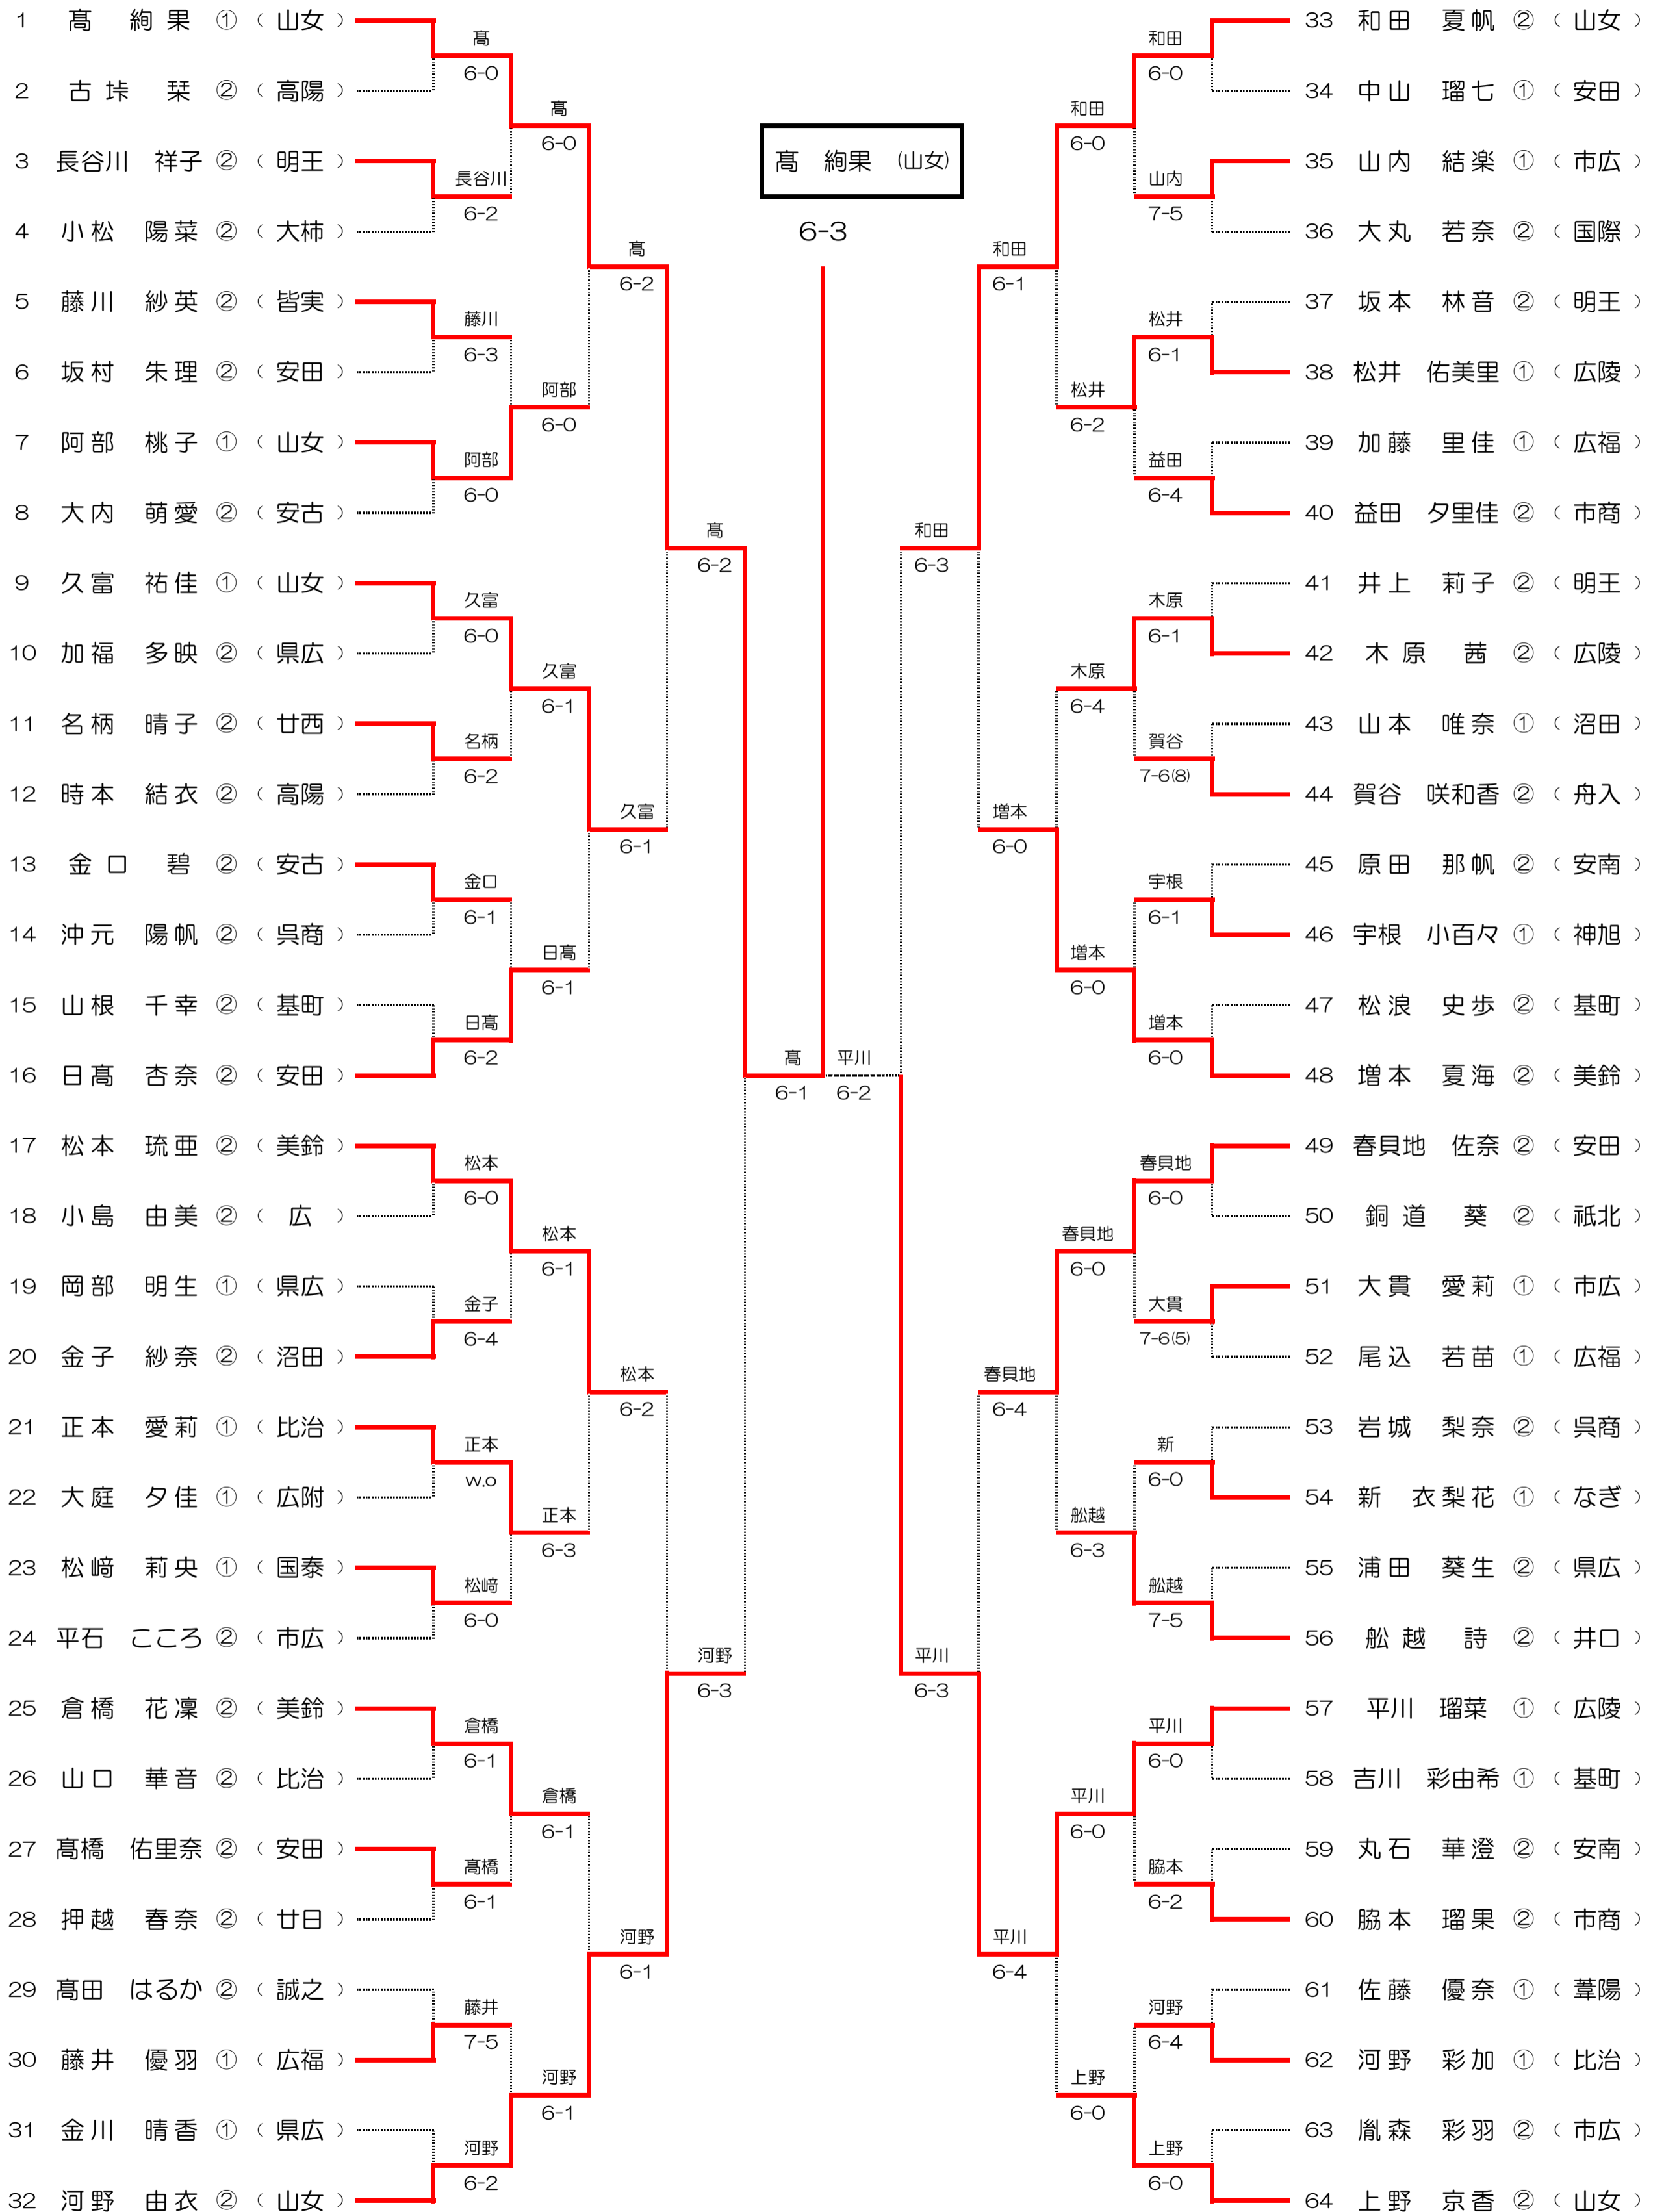 1 髙 絢果 ① （ 山女 ）
2 古垰 栞 ② （ 高陽 ）
3 長谷川 祥子 ② （ 明王 ）
4 小松 陽菜 ② （ 大柿 ）
5 藤川 紗英 ② （ 皆実 ）
6 坂村 朱理 ② （ 安田 ）
7 阿部 桃子 ① （ 山女 ）
8 大内 萌愛 ② （ 安古 ）
9 久富 祐佳 ① （ 山女 ）
10 加福 多映 ② （ 県広 ）
11 名柄 晴子 ② （ 廿西 ）
12 時本 結衣 ② （ 高陽 ）
13 金口 碧 ② （ 安古 ）
14 沖元 陽帆 ② （ 呉商 ）
15 山根 千幸 ② （ 基町 ）
16 日髙 杏奈 ② （ 安田 ）
17 松本 琉亜 ② （ 美鈴 ）
18 小島 由美 ② （ 広 ）
19 岡部 明生 ① （ 県広 ）
20 金子 紗奈 ② （ 沼田 ）
21 正本 愛莉 ① （ 比治 ）
22 大庭 夕佳 ① （ 広附 ）
23 松﨑 莉央 ① （ 国泰 ）
24 平石 こころ ② （ 市広 ）
25 倉橋 花凜 ② （ 美鈴 ）
26 山口 華音 ② （ 比治 ）
27 髙橋 佑里奈 ② （ 安田 ）
28 押越 春奈 ② （ 廿日 ）
29 髙田 はるか ② （ 誠之 ）
30 藤井 優羽 ① （ 広福 ）
31 金川 晴香 ① （ 県広 ）
32 河野 由衣 ② （ 山女 ）
髙
6-0
長谷川
6-2
藤川
6-3
阿部
6-0
久富
6-0
名柄
6-2
金口
6-1
日髙
6-2
松本
6-0
金子
6-4
正本
w.o
松﨑
6-0
倉橋
6-1
髙橋
6-1
藤井
7-5
河野
6-2
髙
6-0
阿部
6-0
久富
6-1
日髙
6-1
松本
6-1
正本
6-3
倉橋
6-1
河野
6-1
髙
6-2
久富
6-1
松本
6-2
河野
6-1
髙
6-2
河野
6-3
髙
6-1
髙 絢果 (山女)
6-3
平川
6-2
和田
6-3
平川
6-3
和田
6-1
増本
6-0
春貝地
6-4
平川
6-4
和田
6-0
松井
6-2
木原
6-4
増本
6-0
春貝地
6-0
舩越
6-3
平川
6-0
上野
6-0
和田
6-0
山内
7-5
松井
6-1
益田
6-4
木原
6-1
賀谷
7-6(8)
宇根
6-1
増本
6-0
春貝地
6-0
大貫
7-6(5)
新
6-0
舩越
7-5
平川
6-0
脇本
6-2
河野
6-4
上野
6-0
33 和田 夏帆 ② （ 山女 ）
34 中山 瑠七 ① （ 安田 ）
35 山内 結楽 ① （ 市広 ）
36 大丸 若奈 ② （ 国際 ）
37 坂本 林音 ② （ 明王 ）
38 松井 佑美里 ① （ 広陵 ）
39 加藤 里佳 ① （ 広福 ）
40 益田 夕里佳 ② （ 市商 ）
41 井上 莉子 ② （ 明王 ）
42 木原 茜 ② （ 広陵 ）
43 山本 唯奈 ① （ 沼田 ）
44 賀谷 咲和香 ② （ 舟入 ）
45 原田 那帆 ② （ 安南 ）
46 宇根 小百々 ① （ 神旭 ）
47 松浪 史歩 ② （ 基町 ）
48 増本 夏海 ② （ 美鈴 ）
49 春貝地 佐奈 ② （ 安田 ）
50 銅道 葵 ② （ 祇北 ）
51 大貫 愛莉 ① （ 市広 ）
52 尾込 若苗 ① （ 広福 ）
53 岩城 梨奈 ② （ 呉商 ）
54 新 衣梨花 ① （ なぎ ）
55 浦田 葵生 ② （ 県広 ）
56 舩越 詩 ② （ 井口 ）
57 平川 瑠菜 ① （ 広陵 ）
58 吉川 彩由希 ① （ 基町 ）
59 丸石 華澄 ② （ 安南 ）
60 脇本 瑠果 ② （ 市商 ）
61 佐藤 優奈 ① （ 葦陽 ）
62 河野 彩加 ① （ 比治 ）
63 胤森 彩羽 ② （ 市広 ）
64 上野 京香 ② （ 山女 ）